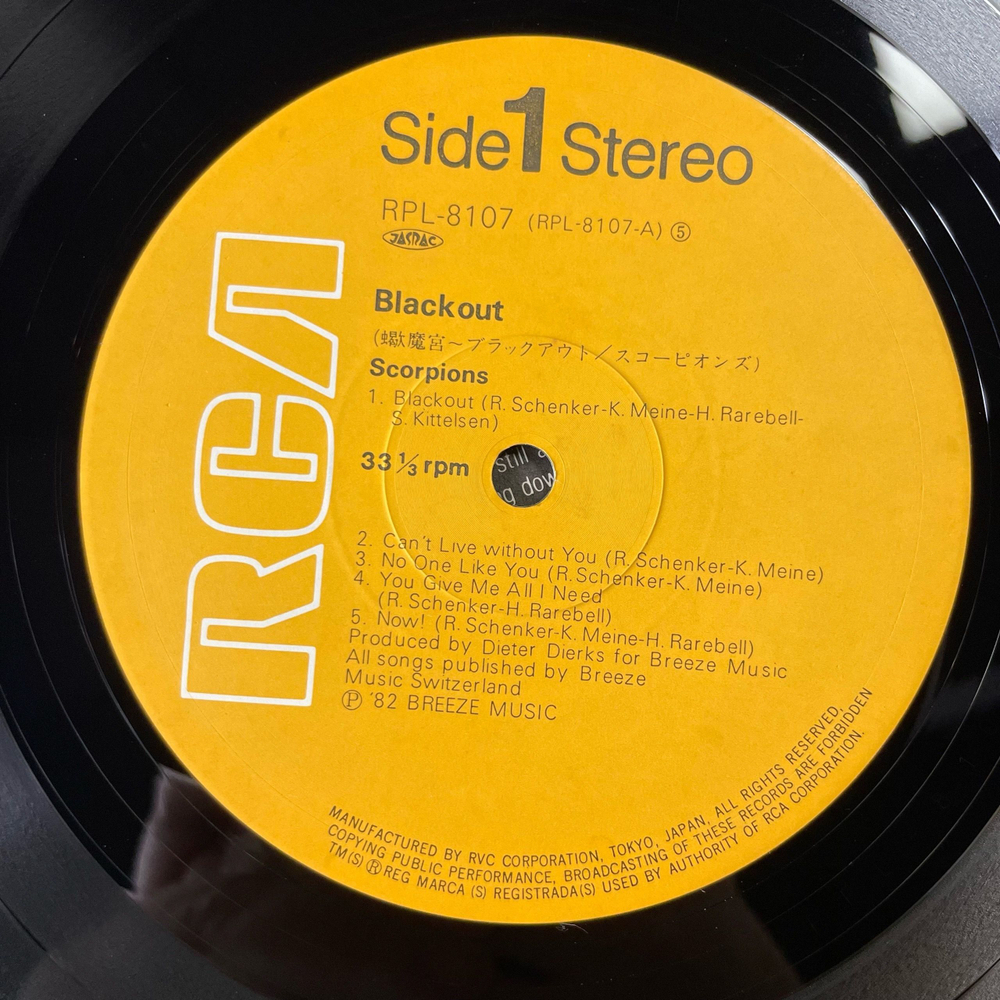 Side 1 Stereo
RPL-8107 (RPL-8107-A) ⑤
JASRAC
RCA
Blackout
(蠍魔宮〜ブラックアウト/スコーピオンズ)
Scorpions
1. Blackout (R. Schenker-K. Meine-H. Rarebell-
S. Kittelsen)
33 1/3 rpm
still a
g dow
2. Can't Live without You (R. Schenker-K. Meine)
3. No One Like You (R. Schenker-K. Meine)
4. You Give Me All I Need
(R. Schenker-H. Rarebell)
5. Now! (R. Schenker-K. Meine-H. Rarebell)
Produced by Dieter Dierks for Breeze Music
All songs published by Breeze
Music Switzerland
Ⓟ '82 BREEZE MUSIC
MANUFACTURED BY RVC CORPORATION, TOKYO, JAPAN, ALL RIGHTS RESERVED,
COPYING PUBLIC PERFORMANCE, BROADCASTING OF THESE RECORDS ARE FORBIDDEN
TM(S) ® REG MARCA (S) REGISTRADA(S) USED BY AUTHORITY OF RCA CORPORATION.